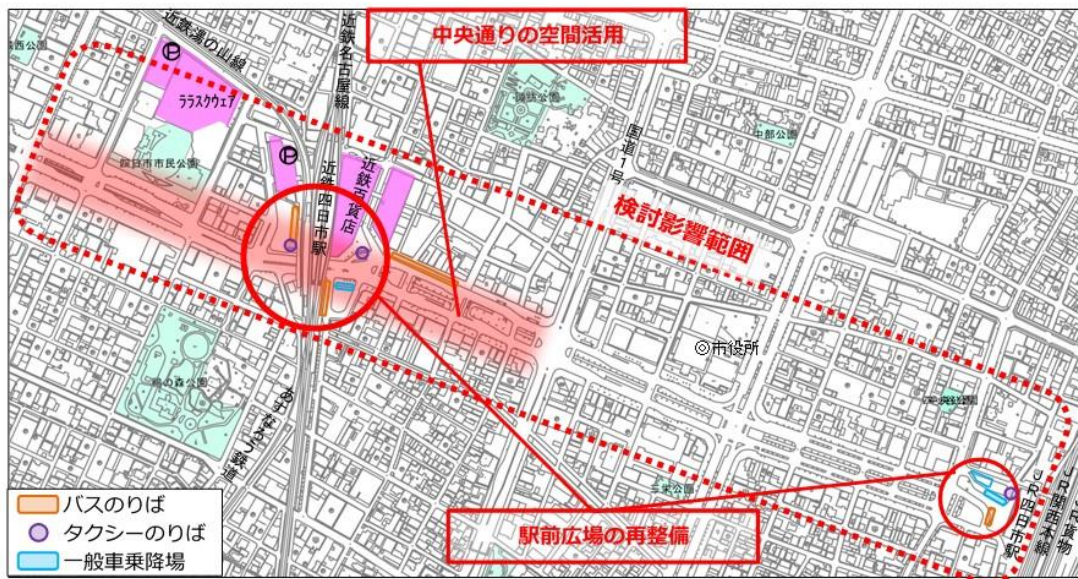 中央通りの空間活用
近鉄湯の山線
近鉄名古屋線
Ⓟ
ララスクウェア
諏訪公園
中部公園
国道1号
四日市市民公園
Ⓟ
近鉄百貨店
近鉄四日市駅
検討影響範囲
◎市役所
鵜の森公園
あすなろう鉄道
中央公園
三栄公園
JR四日市駅
JR関西本線
JR貨物
駅前広場の再整備
バスのりば
タクシーのりば
一般車乗降場